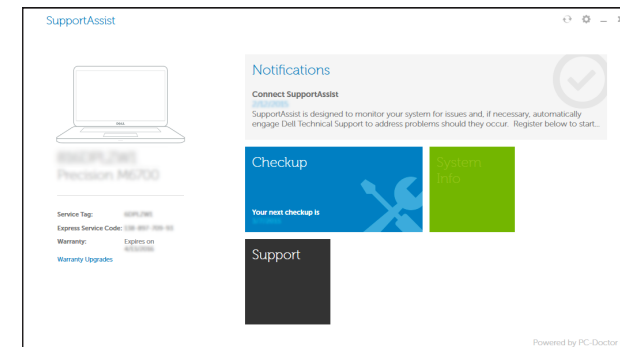 SupportAssist
Notifications
Connect SupportAssist
SupportAssist is designed to monitor your system for issues and, if necessary, automatically
engage Dell Technical Support to address problems should they occur. Register below to start...
Precision M6700
Checkup
System
Info
Your next checkup is
Service Tag:
Express Service Code:
Warranty: Expires on
Warranty Upgrades
Support
Powered by PC-Doctor